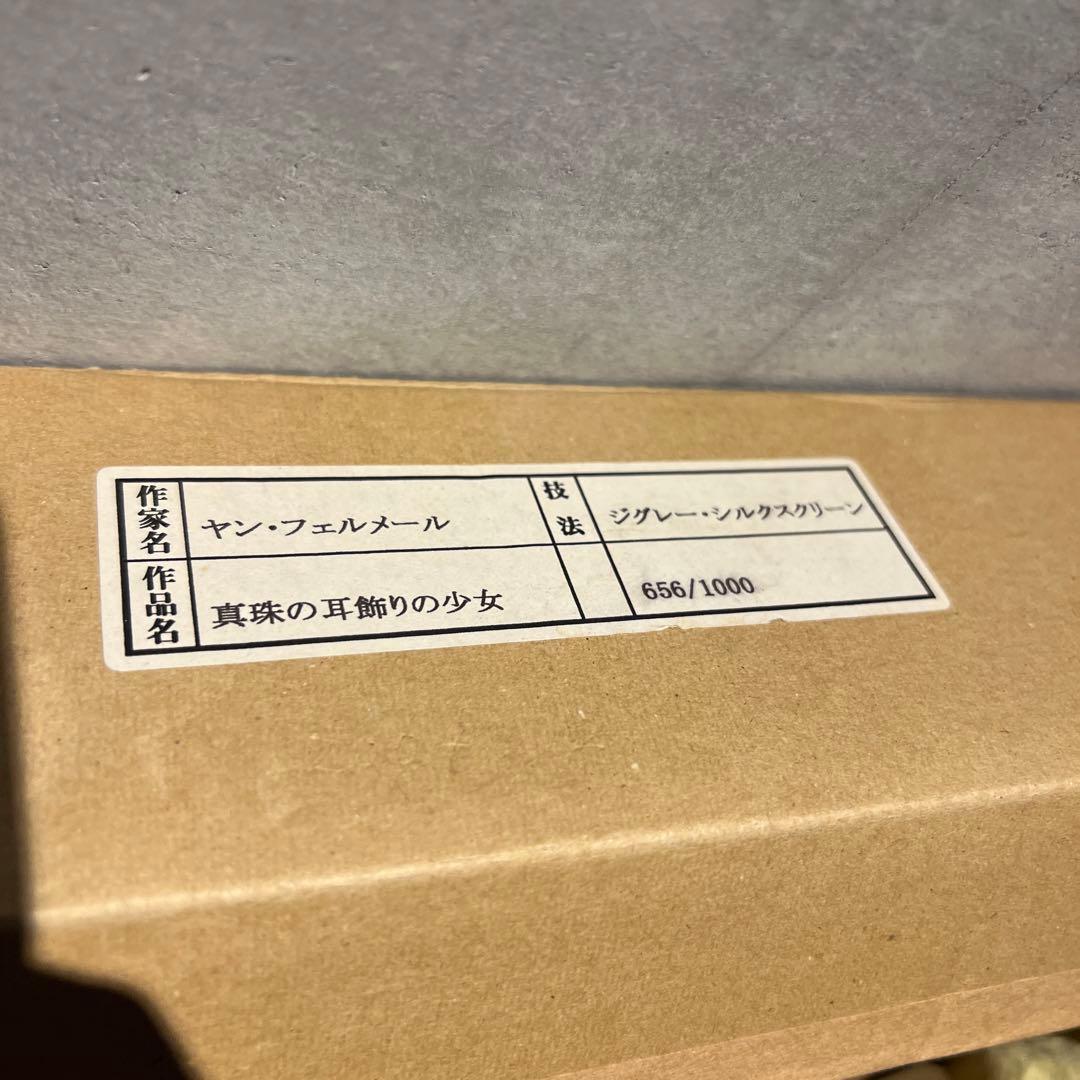 作家名 ヤン・フェルメール 技法 ジグレー・シルクスクリーン
作品名 真珠の耳飾りの少女 656/1000